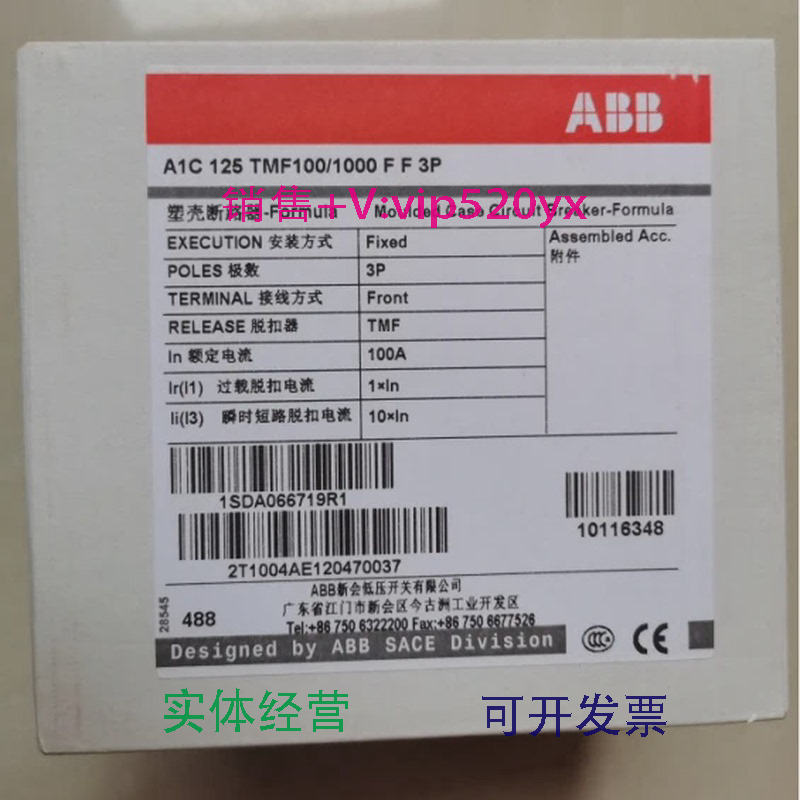 ABB
A1C 125 TMF100/1000 F F 3P
销售+V:vip520yx
塑壳断路器-Formula Moulded Case Circuit Breaker-Formula
EXECUTION 安装方式 Fixed Assembled Acc.
附件
POLES 极数 3P
TERMINAL 接线方式 Front
RELEASE 脱扣器 TMF
In 额定电流 100A
Ir(I1) 过载脱扣电流 1×In
Ii(I3) 瞬时短路脱扣电流 10×In
1SDA066719R1
10116348
2T1004AE120470037
ABB新会低压开关有限公司
广东省江门市新会区今古洲工业开发区
28545
488
Tel:+86 750 6322200 Fax:+86 750 6677526
Designed by ABB SACE Division
CCC CE
实体经营 可开发票